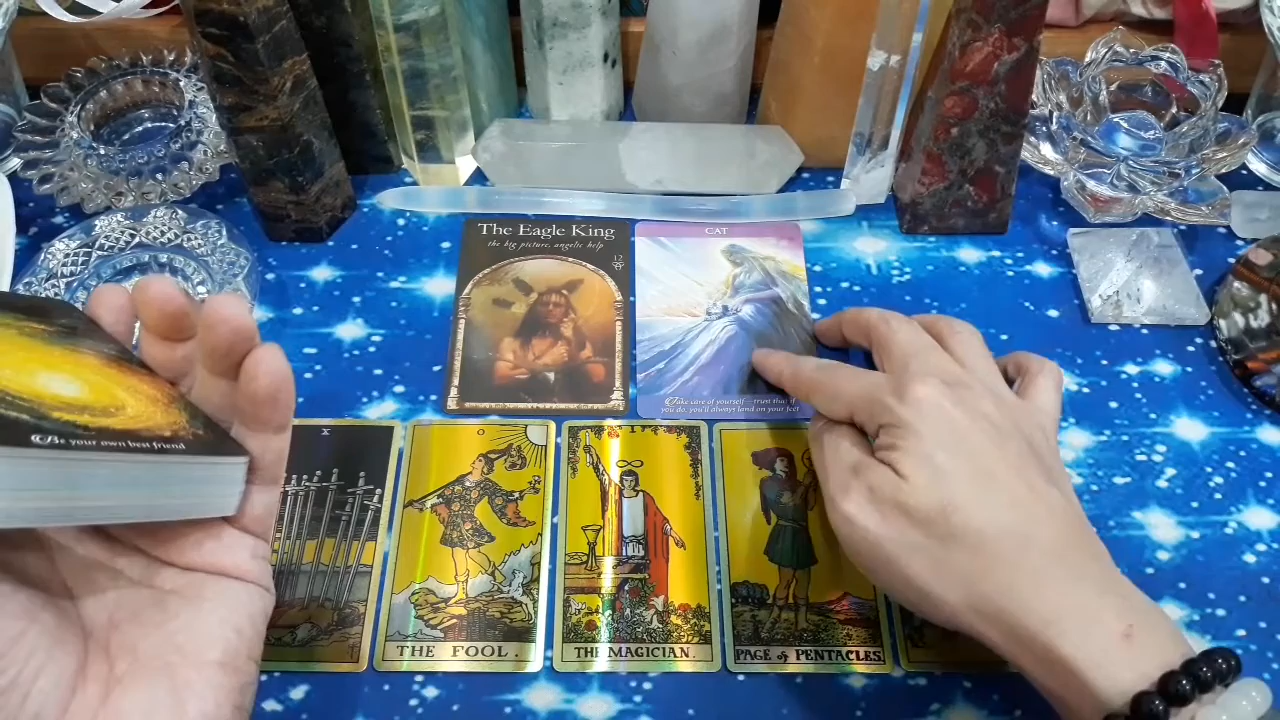 The Eagle King
the big picture, angelic help
12
CAT
Take care of yourself—trust that if
you do, you'll always land on your feet
Be your own best friend
X
0
I
THE FOOL.
THE MAGICIAN.
PAGE of PENTACLES.